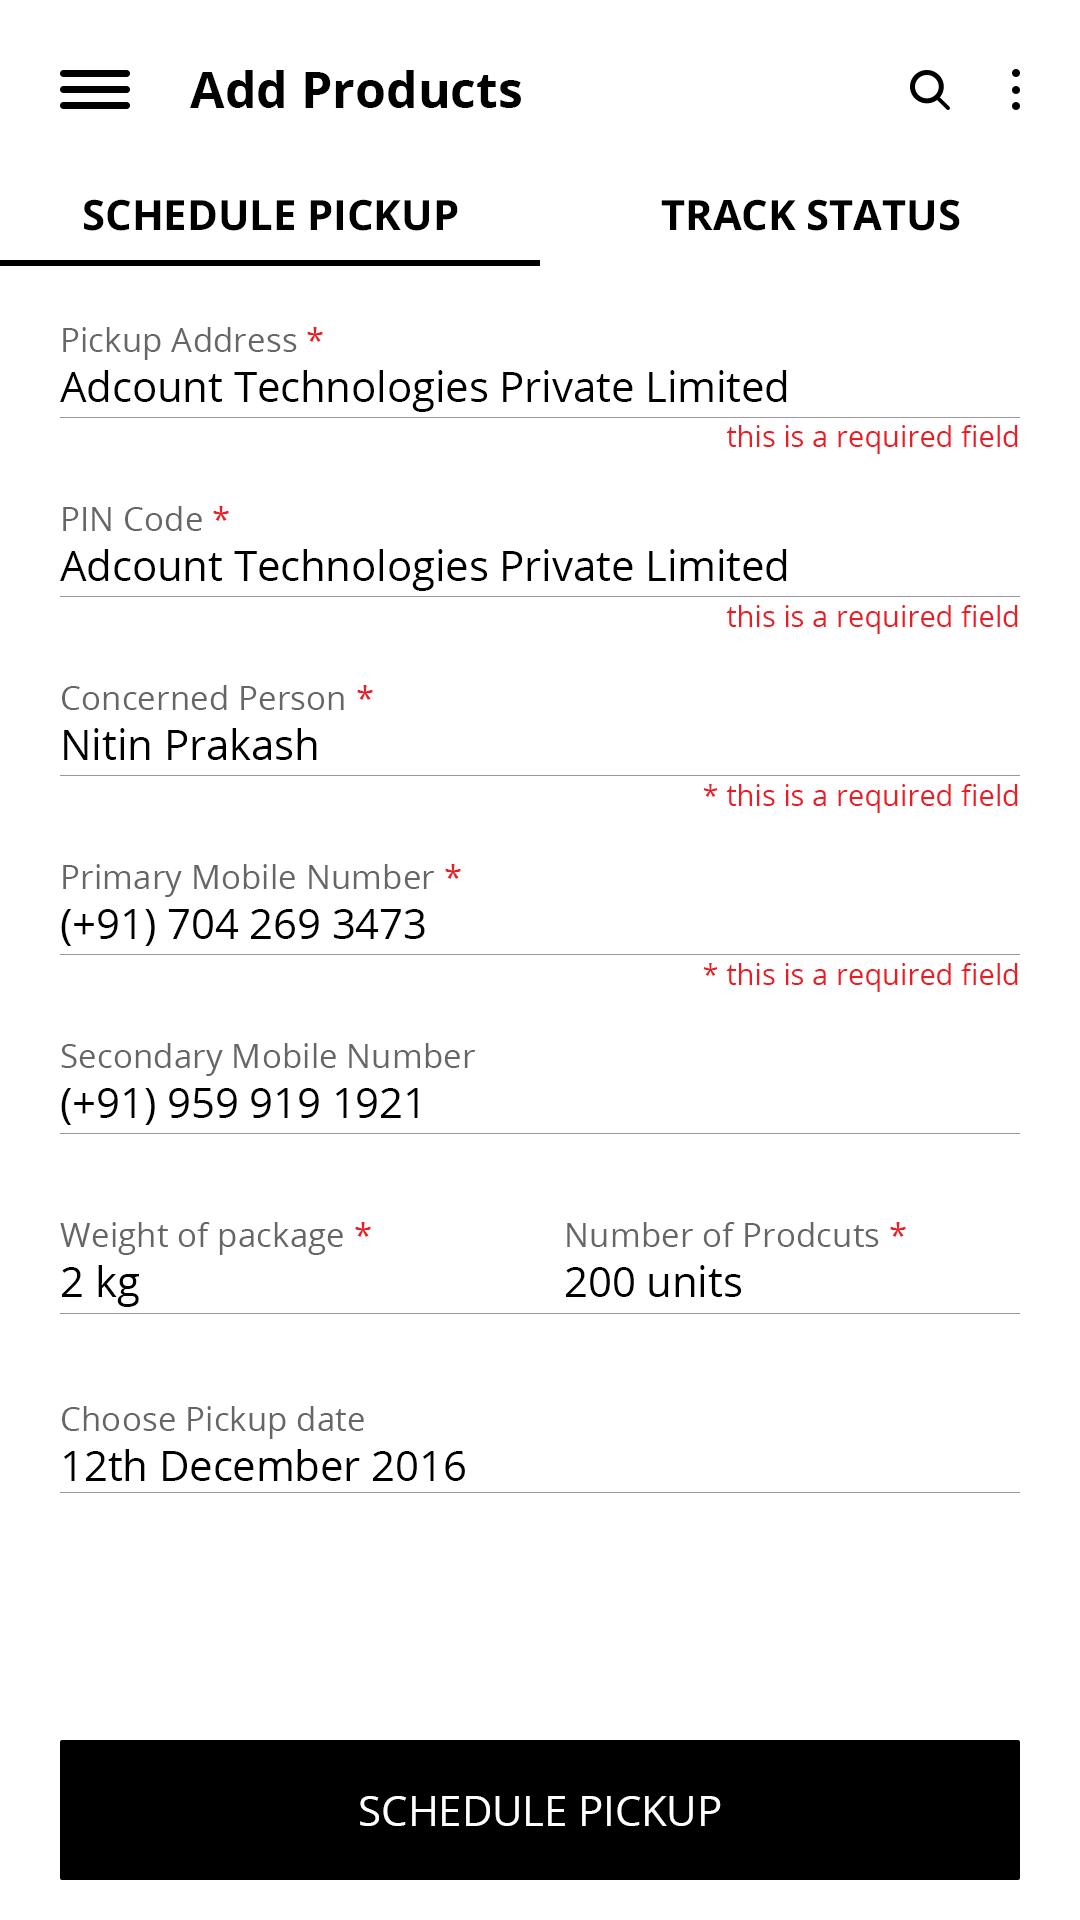 Add Products
SCHEDULE PICKUP
TRACK STATUS
Pickup Address *
Adcount Technologies Private Limited
this is a required field
PIN Code *
Adcount Technologies Private Limited
this is a required field
Concerned Person *
Nitin Prakash
* this is a required field
Primary Mobile Number *
(+91) 704 269 3473
* this is a required field
Secondary Mobile Number
(+91) 959 919 1921
Weight of package *
2 kg
Number of Prodcuts *
200 units
Choose Pickup date
12th December 2016
SCHEDULE PICKUP